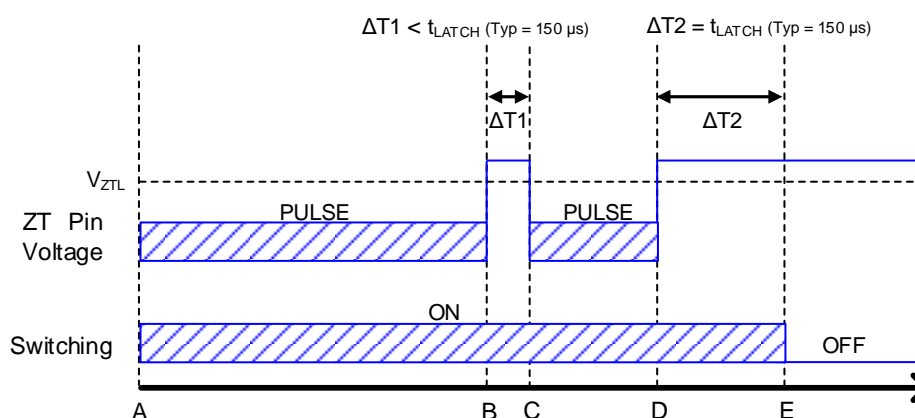 ΔT1 < tLATCH (Typ = 150 µs) ΔT2 = tLATCH (Typ = 150 µs)
ΔT1 ΔT2
VZTL
ZT Pin
Voltage
PULSE PULSE
ON
Switching OFF
A B C D E